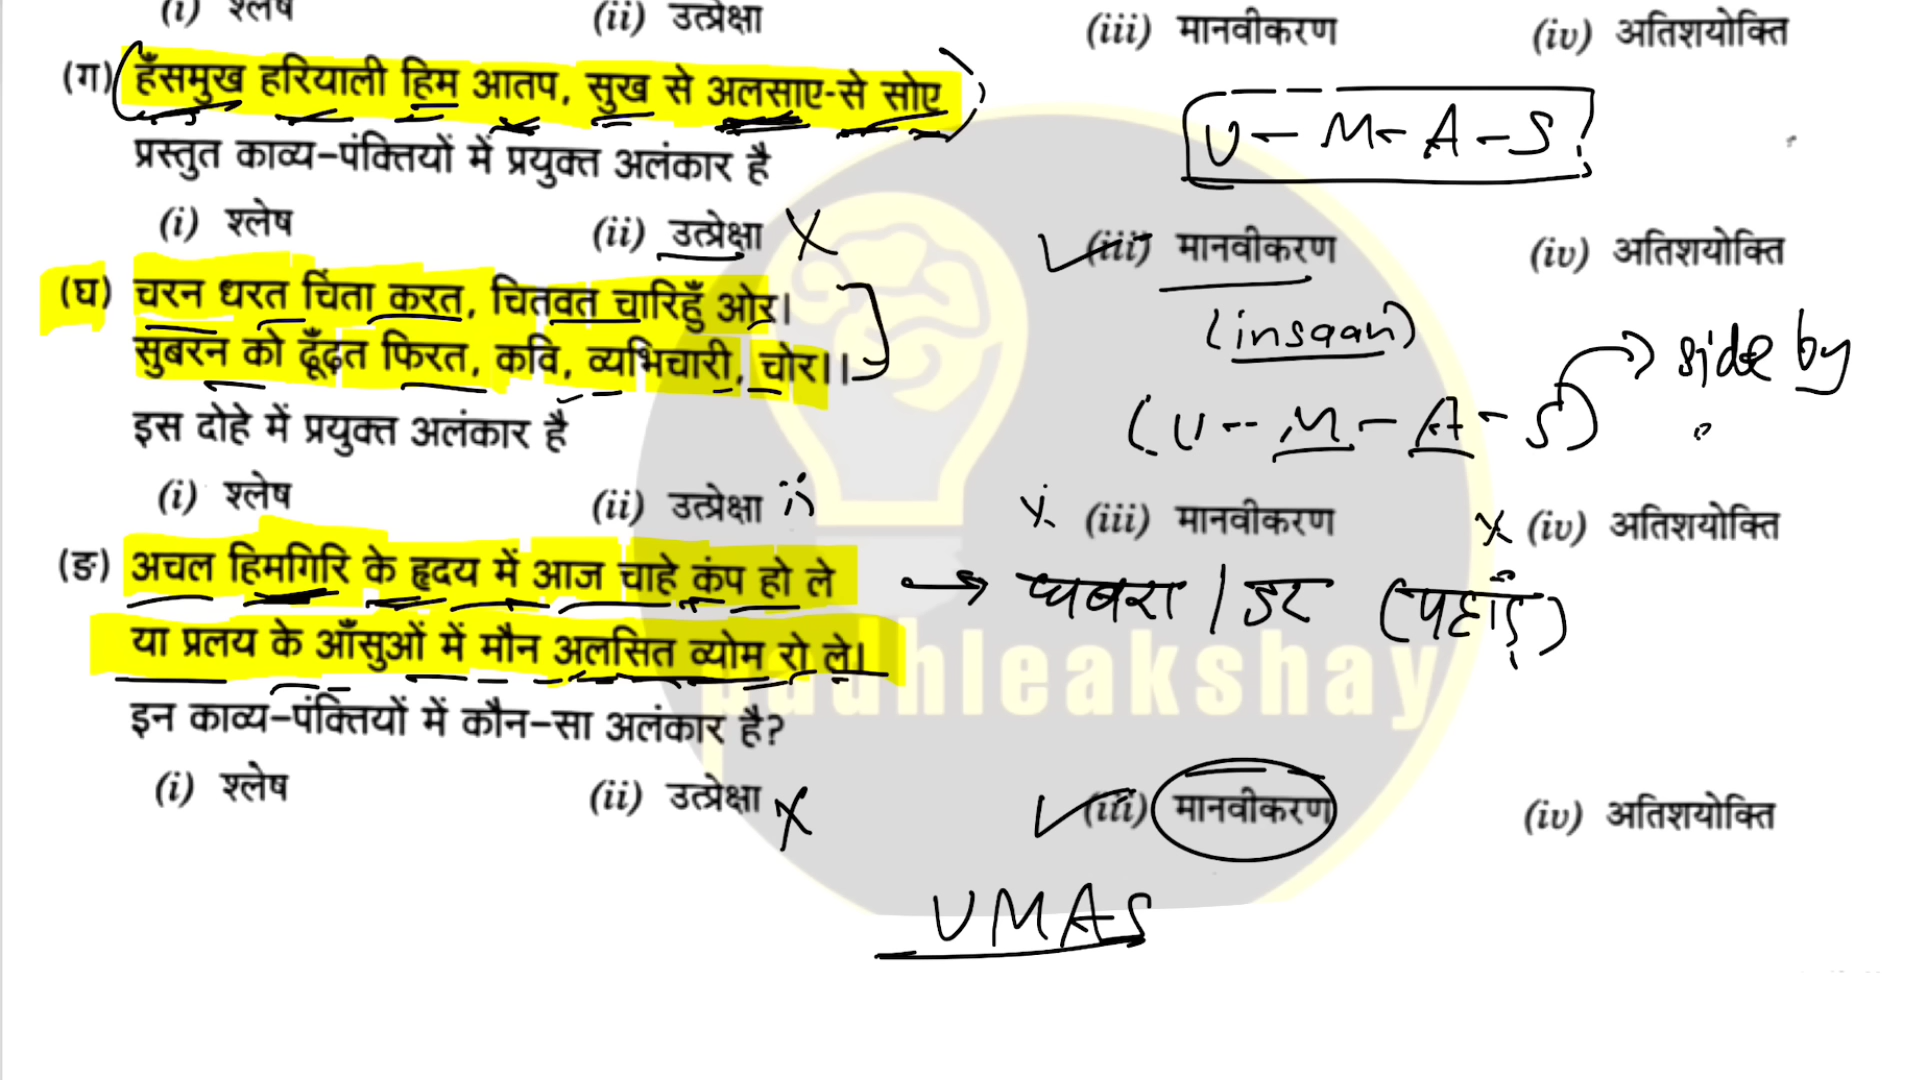 (i) श्लेष (ii) उत्प्रेक्षा (iii) मानवीकरण (iv) अतिशयोक्ति
(ग) हँसमुख हरियाली हिम आतप, सुख से अलसाए-से सोए
U - M - A - S
प्रस्तुत काव्य-पंक्तियों में प्रयुक्त अलंकार है
(i) श्लेष (ii) उत्प्रेक्षा (iii) मानवीकरण (iv) अतिशयोक्ति
(घ) चरन धरत चिंता करत, चितवत चारिहुँ ओर।
(insaan)
सुबरन को ढूँढ़त फिरत, कवि, व्यभिचारी, चोर।।
side by
(U - M - A - S)
इस दोहे में प्रयुक्त अलंकार है
(i) श्लेष (ii) उत्प्रेक्षा (iii) मानवीकरण (iv) अतिशयोक्ति
(ङ) अचल हिमगिरि के हृदय में आज चाहे कंप हो ले
घबरा / डर (पहाड़)
या प्रलय के आँसुओं में मौन अलसित व्योम रो ले।
padhleakshay
इन काव्य-पंक्तियों में कौन-सा अलंकार है?
(i) श्लेष (ii) उत्प्रेक्षा (iii) मानवीकरण (iv) अतिशयोक्ति
UMAS